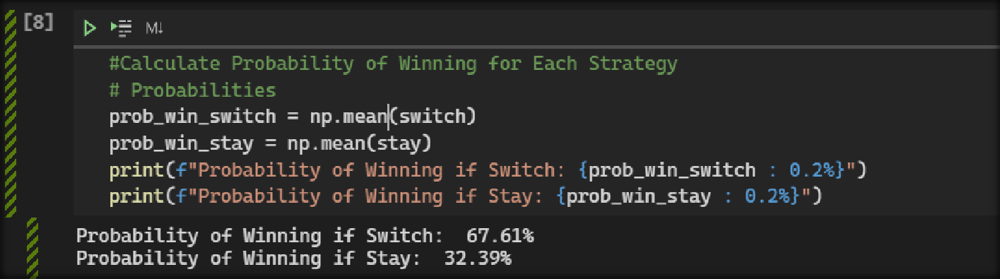 [8]
M↓
#Calculate Probability of Winning for Each Strategy
# Probabilities
prob_win_switch = np.mean(switch)
prob_win_stay = np.mean(stay)
print(f"Probability of Winning if Switch: {prob_win_switch : 0.2%}")
print(f"Probability of Winning if Stay: {prob_win_stay : 0.2%}")
Probability of Winning if Switch:  67.61%
Probability of Winning if Stay:  32.39%